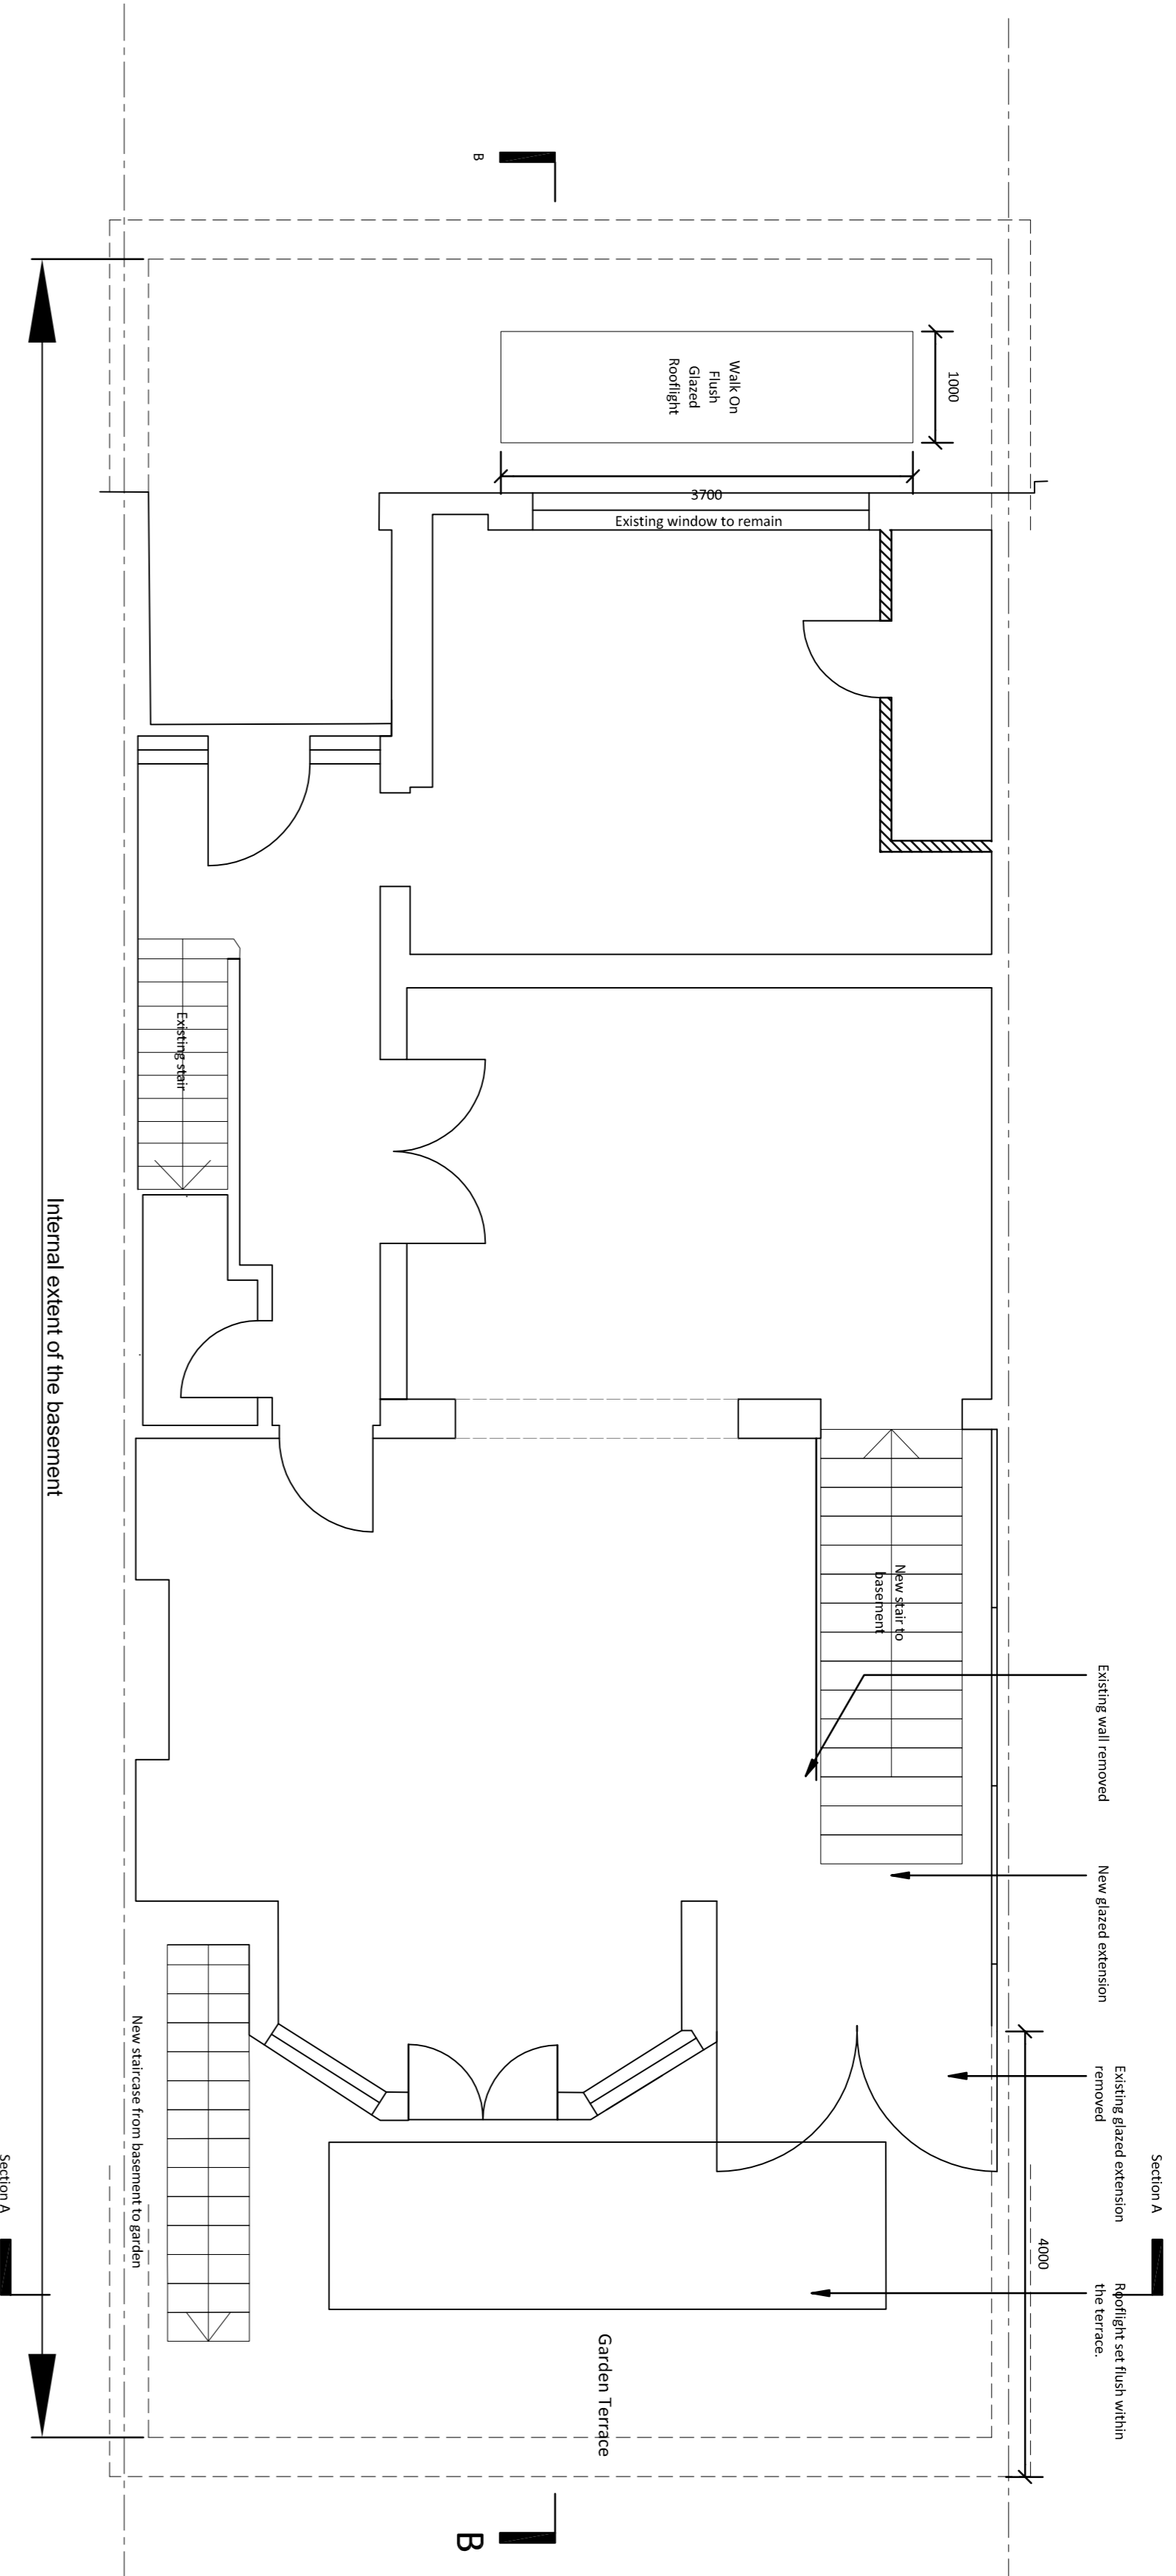 B
Walk On
Flush
Glazed
Rooflight
1000
3700
Existing window to remain
Existing stair
Internal extent of the basement
New stair to
basement
Existing wall removed
New glazed extension
Existing glazed extension
removed
Section A
4000
Rooflight set flush within
the terrace.
New staircase from basement to garden
Section A
Garden Terrace
B